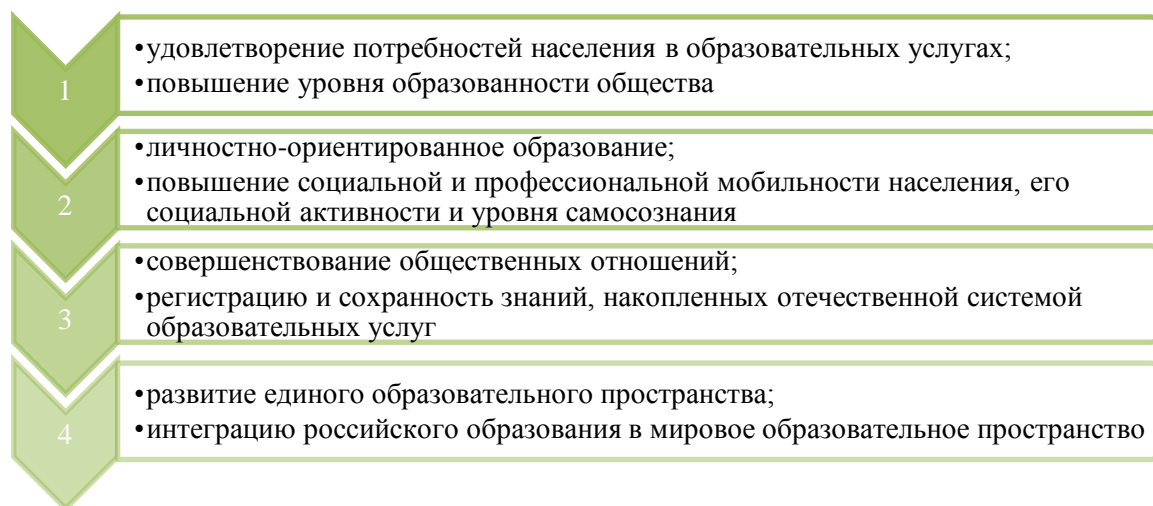 1
•удовлетворение потребностей населения в образовательных услугах;
•повышение уровня образованности общества
2
•личностно-ориентированное образование;
•повышение социальной и профессиональной мобильности населения, его
социальной активности и уровня самосознания
3
•совершенствование общественных отношений;
•регистрацию и сохранность знаний, накопленных отечественной системой
образовательных услуг
4
•развитие единого образовательного пространства;
•интеграцию российского образования в мировое образовательное пространство